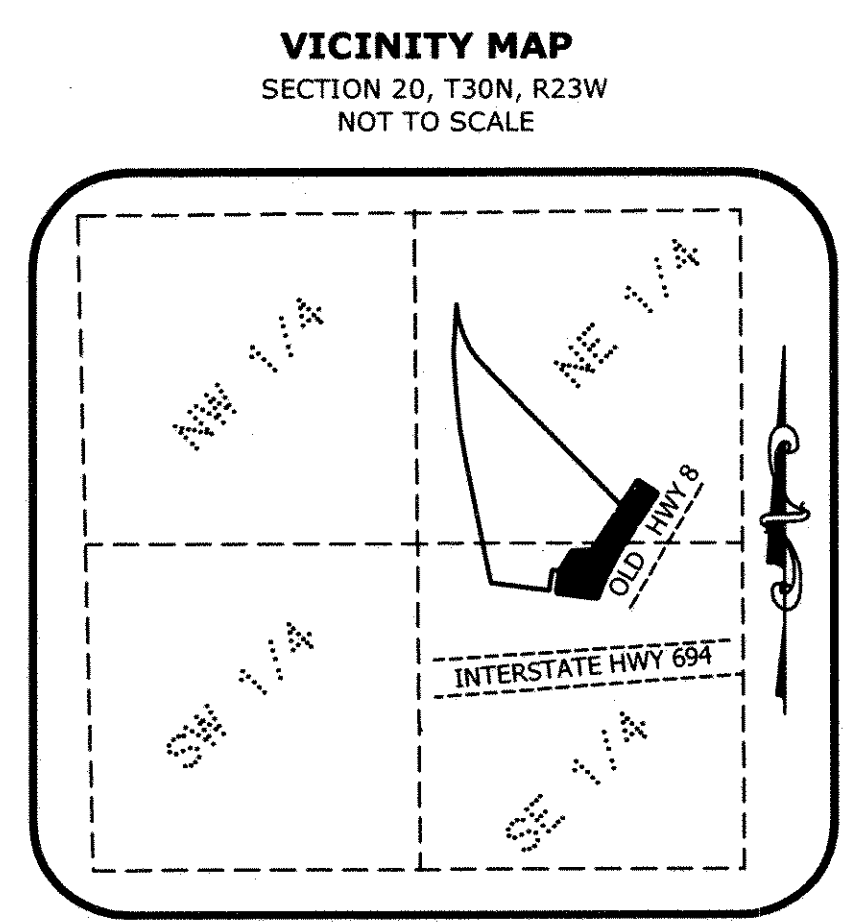 VICINITY MAP
SECTION 20, T30N, R23W
NOT TO SCALE
NW 1/4
NE 1/4
OLD HWY 8
INTERSTATE HWY 694
SW 1/4
SE 1/4